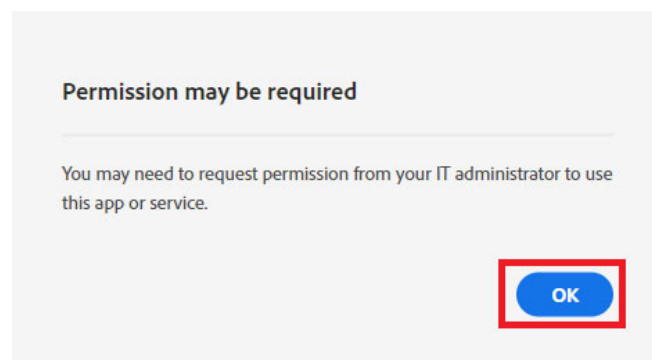 Permission may be required
You may need to request permission from your IT administrator to use
this app or service.
OK